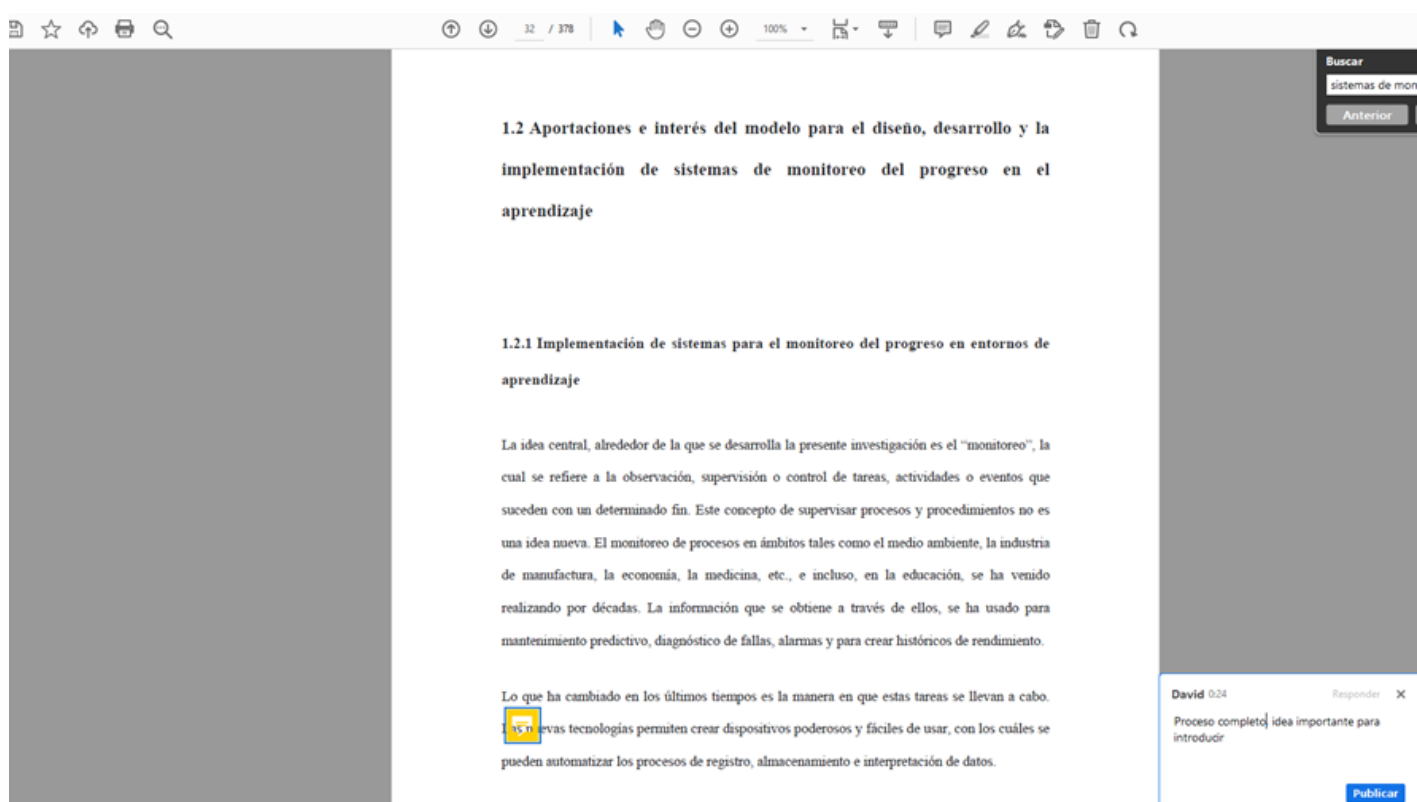 32 / 378
100%
Buscar
sistemas de mon
Anterior
1.2 Aportaciones e interés del modelo para el diseño, desarrollo y la
implementación de sistemas de monitoreo del progreso en el
aprendizaje
1.2.1 Implementación de sistemas para el monitoreo del progreso en entornos de
aprendizaje
La idea central, alrededor de la que se desarrolla la presente investigación es el “monitoreo”, la
cual se refiere a la observación, supervisión o control de tareas, actividades o eventos que
suceden con un determinado fin. Este concepto de supervisar procesos y procedimientos no es
una idea nueva. El monitoreo de procesos en ámbitos tales como el medio ambiente, la industria
de manufactura, la economía, la medicina, etc., e incluso, en la educación, se ha venido
realizando por décadas. La información que se obtiene a través de ellos, se ha usado para
mantenimiento predictivo, diagnóstico de fallas, alarmas y para crear históricos de rendimiento.
Lo que ha cambiado en los últimos tiempos es la manera en que estas tareas se llevan a cabo.
Las nuevas tecnologías permiten crear dispositivos poderosos y fáciles de usar, con los cuáles se
pueden automatizar los procesos de registro, almacenamiento e interpretación de datos.
David 0:24
Responder
Proceso completo, idea importante para
introducir
Publicar